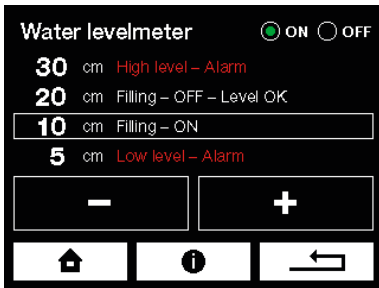 Water levelmeter ON OFF
30 cm High level – Alarm
20 cm Filling – OFF – Level OK
10 cm Filling – ON
5 cm Low level – Alarm
– +
i